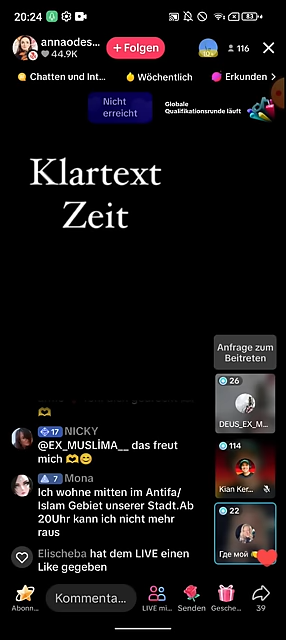 20:24
83
annaodes...
44.9K
+ Folgen
116
Chatten und Int...
Wöchentlich
Erkunden
Nicht
erreicht
Globale
Qualifikationsrunde läuft
Klartext
Zeit
Anfrage zum
Beitreten
26
DEUS_EX_M...
114
Kian Ker...
22
Где мой
17 NICKY
@EX_MUSLİMA__ das freut
mich
7 Mona
Ich wohne mitten im Antifa/
Islam Gebiet unserer Stadt.Ab
20Uhr kann ich nicht mehr
raus
Elischeba hat dem LIVE einen
Like gegeben
Abonn...
Kommenta...
LIVE mi...
Senden
Gesche...
39